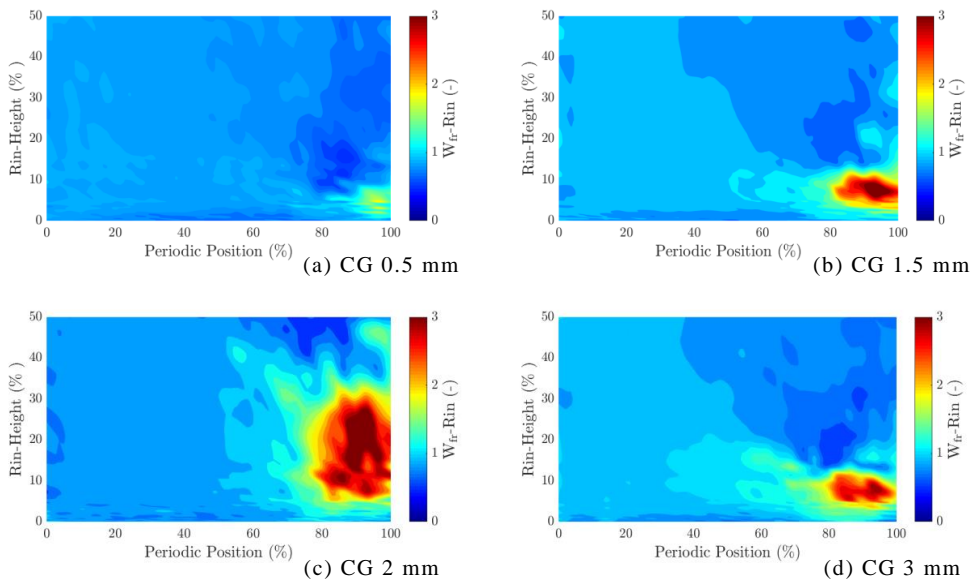 50
40
30
20
10
0
Rin-Height (% )
0 20 40 60 80 100
Periodic Position (%)
3
2
1
0
W_fr-Rin (-)
(a) CG 0.5 mm
50
40
30
20
10
0
Rin-Height (% )
0 20 40 60 80 100
Periodic Position (%)
3
2
1
0
W_fr-Rin (-)
(b) CG 1.5 mm
50
40
30
20
10
0
Rin-Height (% )
0 20 40 60 80 100
Periodic Position (%)
3
2
1
0
W_fr-Rin (-)
(c) CG 2 mm
50
40
30
20
10
0
Rin-Height (% )
0 20 40 60 80 100
Periodic Position (%)
3
2
1
0
W_fr-Rin (-)
(d) CG 3 mm